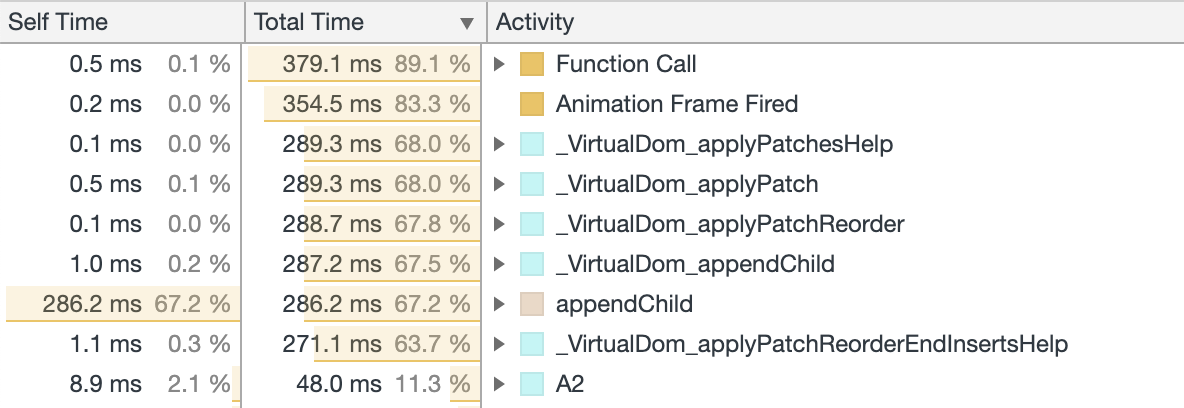 Self Time Total Time ▼ Activity
0.5 ms 0.1 % 379.1 ms 89.1 % Function Call
0.2 ms 0.0 % 354.5 ms 83.3 % Animation Frame Fired
0.1 ms 0.0 % 289.3 ms 68.0 % _VirtualDom_applyPatchesHelp
0.5 ms 0.1 % 289.3 ms 68.0 % _VirtualDom_applyPatch
0.1 ms 0.0 % 288.7 ms 67.8 % _VirtualDom_applyPatchReorder
1.0 ms 0.2 % 287.2 ms 67.5 % _VirtualDom_appendChild
286.2 ms 67.2 % 286.2 ms 67.2 % appendChild
1.1 ms 0.3 % 271.1 ms 63.7 % _VirtualDom_applyPatchReorderEndInsertsHelp
8.9 ms 2.1 % 48.0 ms 11.3 % A2